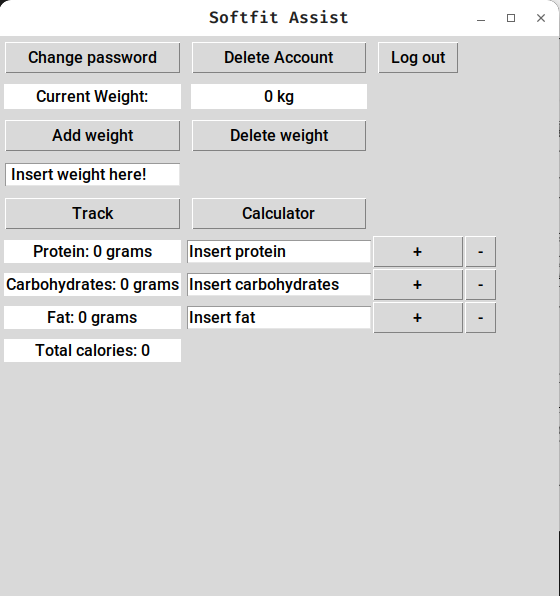 Softfit Assist
Change password Delete Account Log out
Current Weight: 0 kg
Add weight Delete weight
Insert weight here!
Track Calculator
Protein: 0 grams Insert protein + -
Carbohydrates: 0 grams Insert carbohydrates + -
Fat: 0 grams Insert fat + -
Total calories: 0